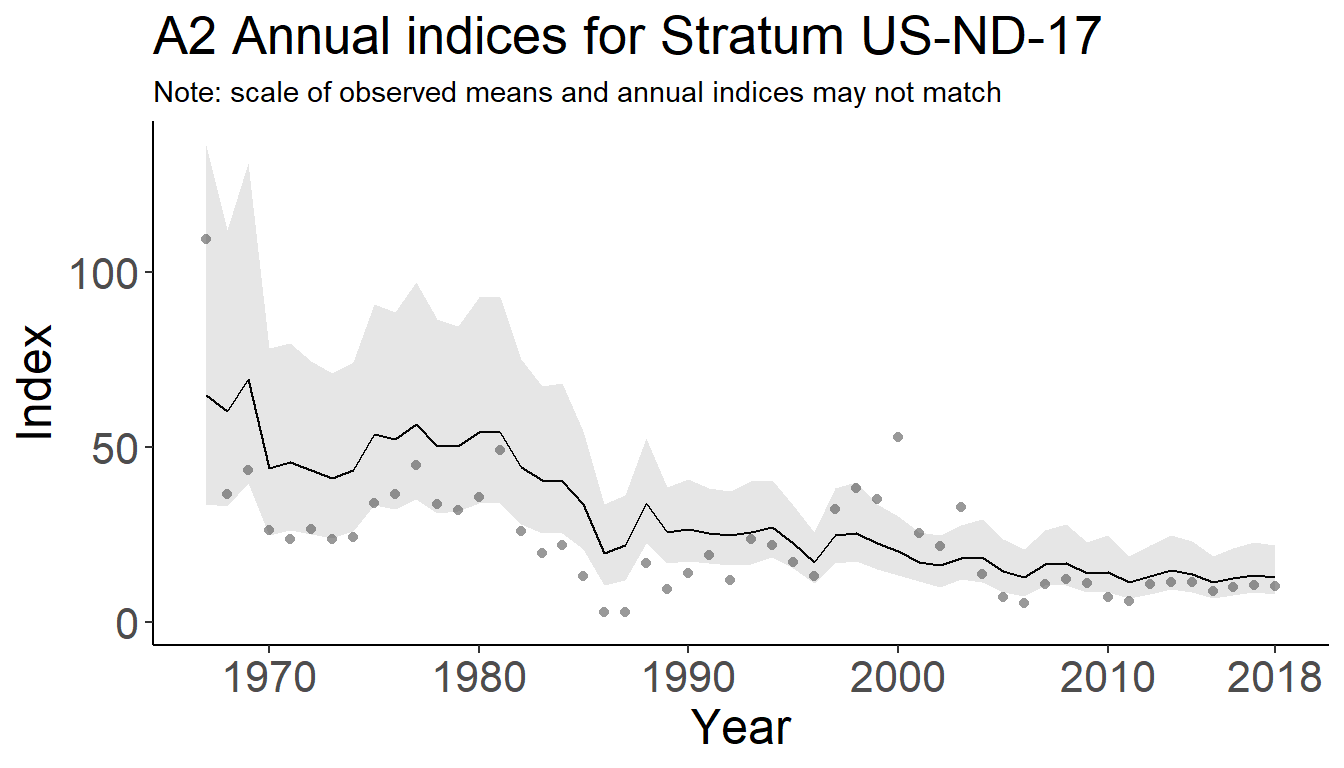 A2 Annual indices for Stratum US-ND-17
Note: scale of observed means and annual indices may not match
100
50
0
Index
1970 1980 1990 2000 2010 2018
Year